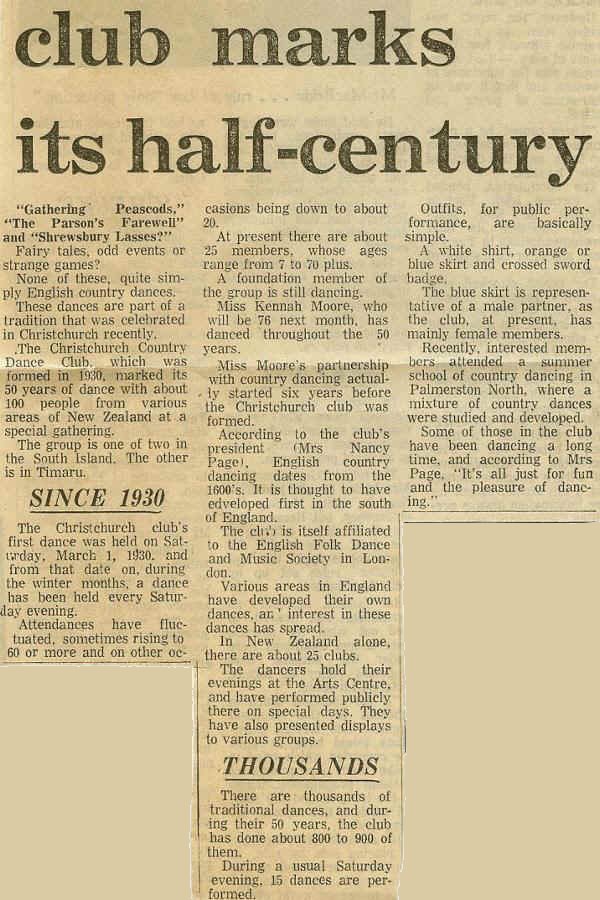 club marks
its half-century
"Gathering Peascods,"
"The Parson's Farewell"
and "Shrewsbury Lasses?"
Fairy tales, odd events or
strange games?
None of these, quite sim-
ply English country dances.
These dances are part of a
tradition that was celebrated
in Christchurch recently.
The Christchurch Country
Dance Club, which was
formed in 1930, marked its
50 years of dance with about
100 people from various
areas of New Zealand at a
special gathering.
The group is one of two in
the South Island. The other
is in Timaru.
SINCE 1930
The Christchurch club's
first dance was held on Sat-
urday, March 1, 1930. and
from that date on, during
the winter months, a dance
has been held every Satur-
day evening.
Attendances have fluc-
tuated, sometimes rising to
60 or more and on other oc-
casions being down to about
20.
At present there are about
25 members, whose ages
range from 7 to 70 plus.
A foundation member of
the group is still dancing.
Miss Kennah Moore, who
will be 76 next month, has
danced throughout the 50
years.
Miss Moore's partnership
with country dancing actual-
ly started six years before
the Christchurch club was
formed.
According to the club's
president (Mrs Nancy
Page), English country
dancing dates from the
1600's. It is thought to have
edveloped first in the south
of England.
The club is itself affiliated
to the English Folk Dance
and Music Society in Lon-
don.
Various areas in England
have developed their own
dances, an' interest in these
dances has spread.
In New Zealand alone,
there are about 25 clubs.
The dancers hold their
evenings at the Arts Centre,
and have performed publicly
there on special days. They
have also presented displays
to various groups.
THOUSANDS
There are thousands of
traditional dances, and dur-
ing their 50 years, the club
has done about 800 to 900 of
them.
During a usual Saturday
evening, 15 dances are per-
formed.
Outfits, for public per-
formance, are basically
simple.
A white shirt, orange or
blue skirt and crossed sword
badge.
The blue skirt is represen-
tative of a male partner, as
the club, at present, has
mainly female members.
Recently, interested mem-
bers attended a summer
school of country dancing in
Palmerston North, where a
mixture of country dances
were studied and developed.
Some of those in the club
have been dancing a long
time, and according to Mrs
Page, "It's all just for fun
and the pleasure of danc-
ing."